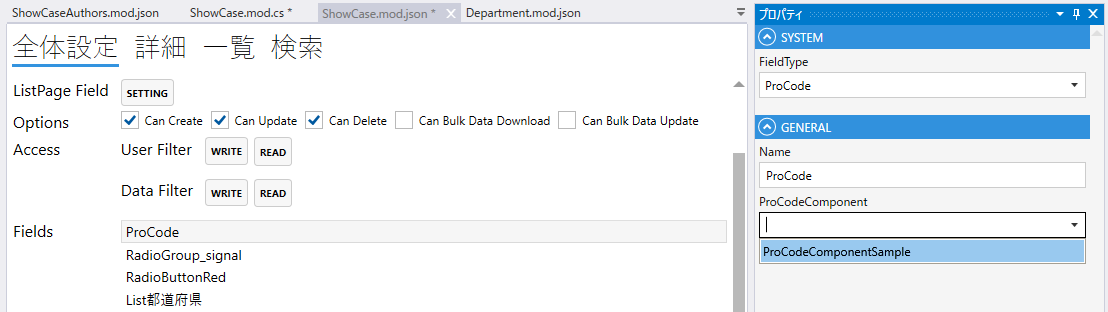 ShowCaseAuthors.mod.json
ShowCase.mod.cs *
ShowCase.mod.json *
Department.mod.json
全体設定 詳細 一覧 検索
ListPage Field SETTING
Options Can Create Can Update Can Delete Can Bulk Data Download Can Bulk Data Update
Access User Filter WRITE READ
Data Filter WRITE READ
Fields ProCode
RadioGroup_signal
RadioButtonRed
List都道府県
プロパティ
SYSTEM
FieldType
ProCode
GENERAL
Name
ProCode
ProCodeComponent
ProCodeComponentSample